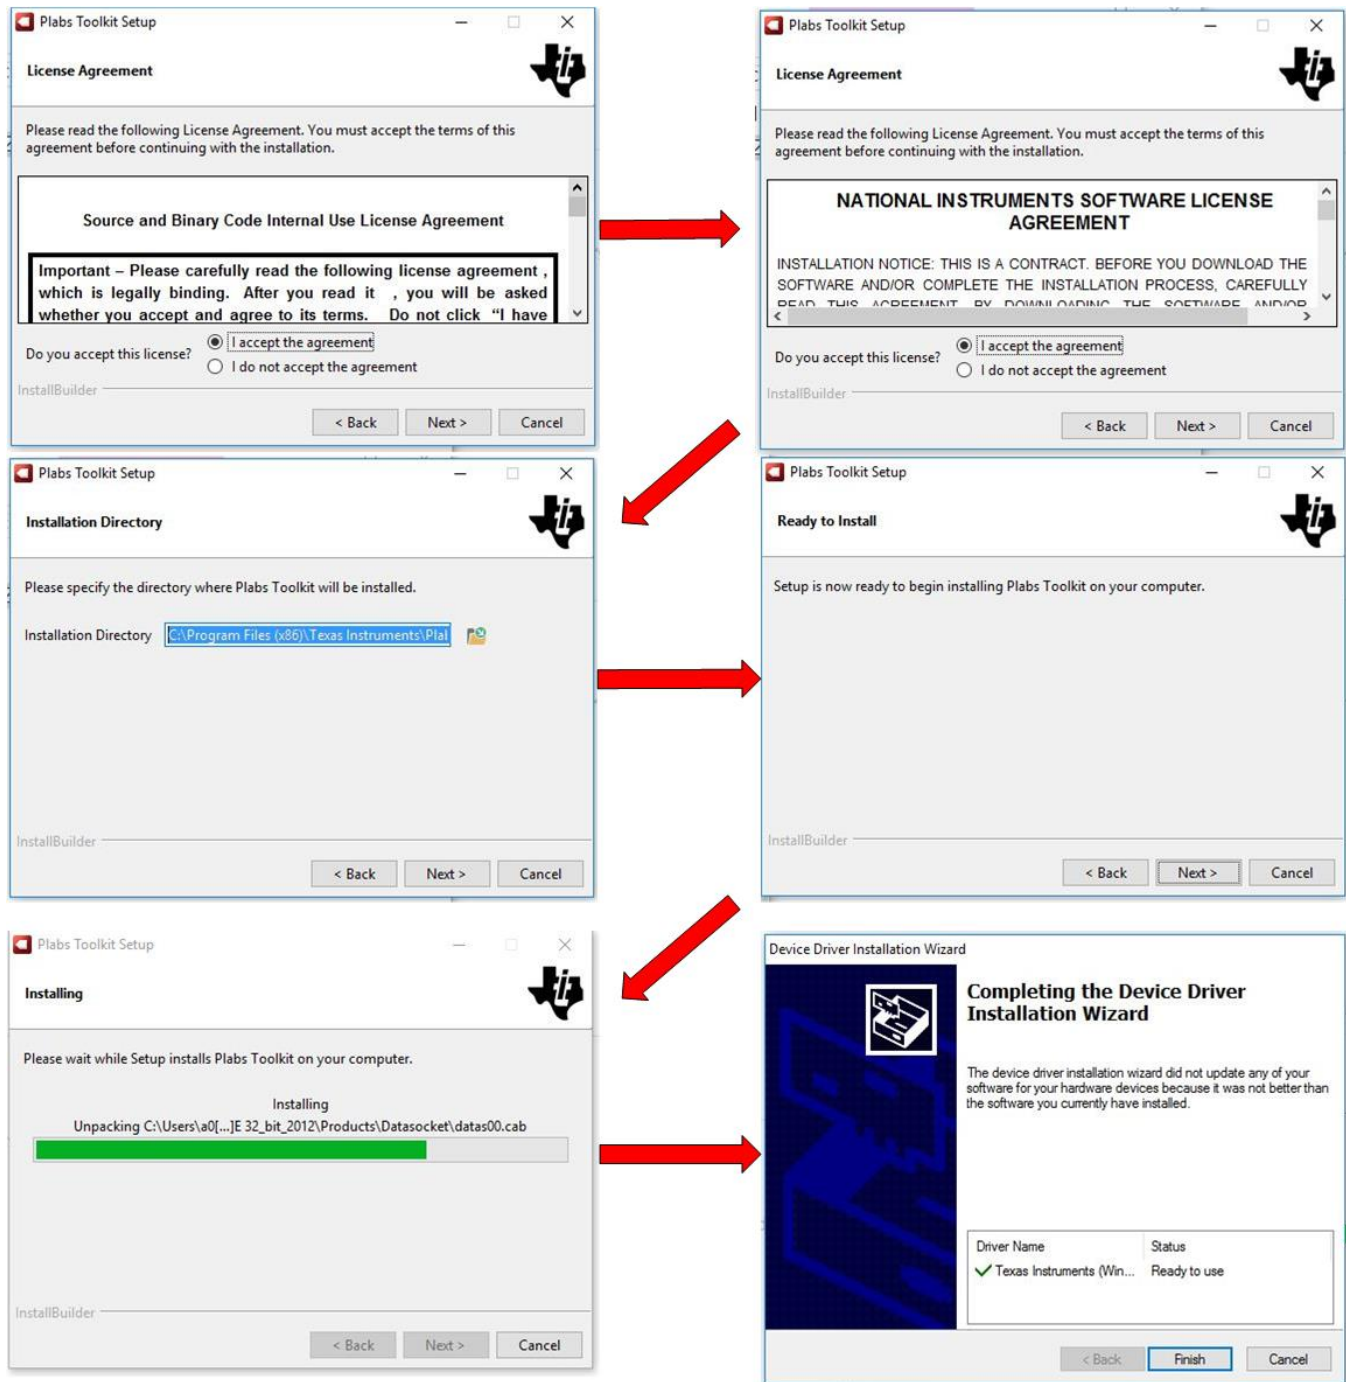 Plabs Toolkit Setup
License Agreement
Please read the following License Agreement. You must accept the terms of this
agreement before continuing with the installation.
Source and Binary Code Internal Use License Agreement
Important – Please carefully read the following license agreement ,
which is legally binding. After you read it , you will be asked
whether you accept and agree to its terms. Do not click “I have
Do you accept this license?
I accept the agreement
I do not accept the agreement
InstallBuilder
< Back Next > Cancel
Plabs Toolkit Setup
License Agreement
Please read the following License Agreement. You must accept the terms of this
agreement before continuing with the installation.
NATIONAL INSTRUMENTS SOFTWARE LICENSE
AGREEMENT
INSTALLATION NOTICE: THIS IS A CONTRACT. BEFORE YOU DOWNLOAD THE
SOFTWARE AND/OR COMPLETE THE INSTALLATION PROCESS, CAREFULLY
READ THIS AGREEMENT. BY DOWNLOADING THE SOFTWARE AND/OR
Do you accept this license?
I accept the agreement
I do not accept the agreement
InstallBuilder
< Back Next > Cancel
Plabs Toolkit Setup
Installation Directory
Please specify the directory where Plabs Toolkit will be installed.
Installation Directory C:\Program Files (x86)\Texas Instruments\Plal
InstallBuilder
< Back Next > Cancel
Plabs Toolkit Setup
Ready to Install
Setup is now ready to begin installing Plabs Toolkit on your computer.
InstallBuilder
< Back Next > Cancel
Plabs Toolkit Setup
Installing
Please wait while Setup installs Plabs Toolkit on your computer.
Installing
Unpacking C:\Users\a0[...]E 32_bit_2012\Products\Datasocket\datas00.cab
InstallBuilder
< Back Next > Cancel
Device Driver Installation Wizard
Completing the Device Driver
Installation Wizard
The device driver installation wizard did not update any of your
software for your hardware devices because it was not better than
the software you currently have installed.
Driver Name Status
Texas Instruments (Win... Ready to use
< Back Finish Cancel